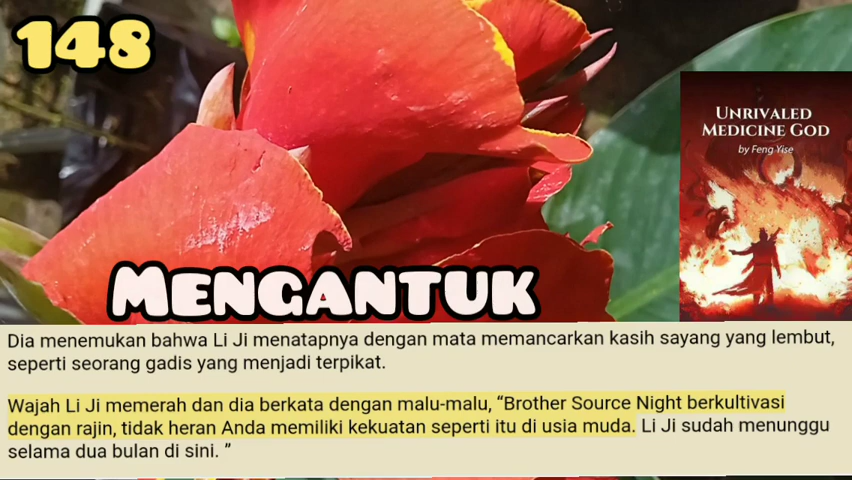 148
UNRIVALED
MEDICINE GOD
by Feng Yise
MENGANTUK
Dia menemukan bahwa Li Ji menatapnya dengan mata memancarkan kasih sayang yang lembut,
seperti seorang gadis yang menjadi terpikat.
Wajah Li Ji memerah dan dia berkata dengan malu-malu, “Brother Source Night berkultivasi
dengan rajin, tidak heran Anda memiliki kekuatan seperti itu di usia muda. Li Ji sudah menunggu
selama dua bulan di sini. ”